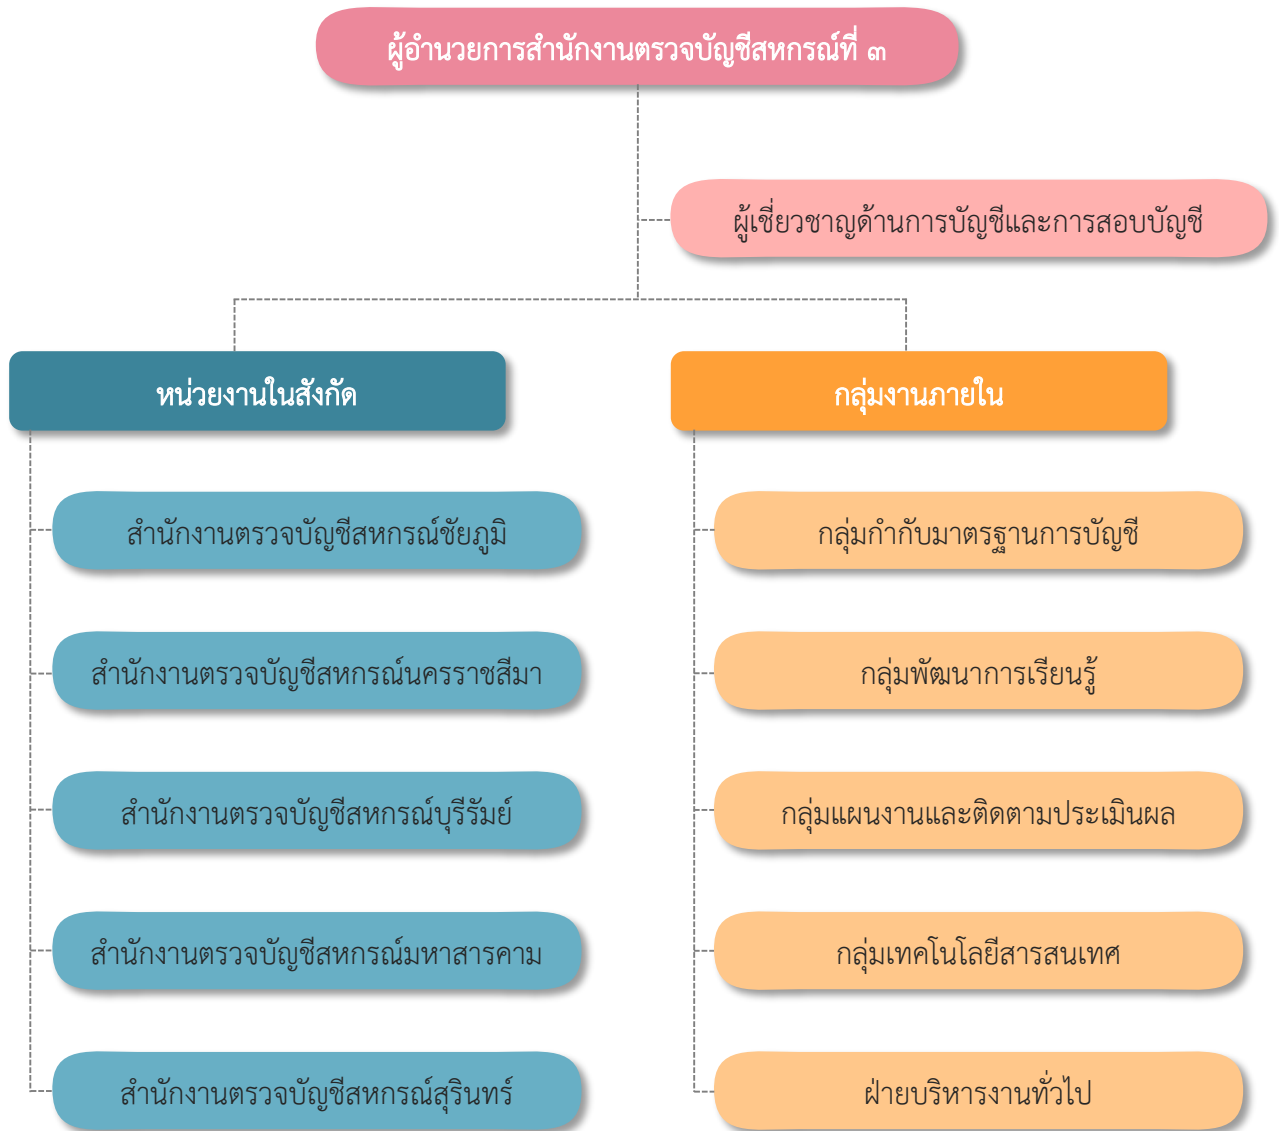 ผู้อำนวยการสำนักงานตรวจบัญชีสหกรณ์ที่ ๓
ผู้เชี่ยวชาญด้านการบัญชีและการสอบบัญชี
หน่วยงานในสังกัด
สำนักงานตรวจบัญชีสหกรณ์ชัยภูมิ
สำนักงานตรวจบัญชีสหกรณ์นครราชสีมา
สำนักงานตรวจบัญชีสหกรณ์บุรีรัมย์
สำนักงานตรวจบัญชีสหกรณ์มหาสารคาม
สำนักงานตรวจบัญชีสหกรณ์สุรินทร์
กลุ่มงานภายใน
กลุ่มกำกับมาตรฐานการบัญชี
กลุ่มพัฒนาการเรียนรู้
กลุ่มแผนงานและติดตามประเมินผล
กลุ่มเทคโนโลยีสารสนเทศ
ฝ่ายบริหารงานทั่วไป